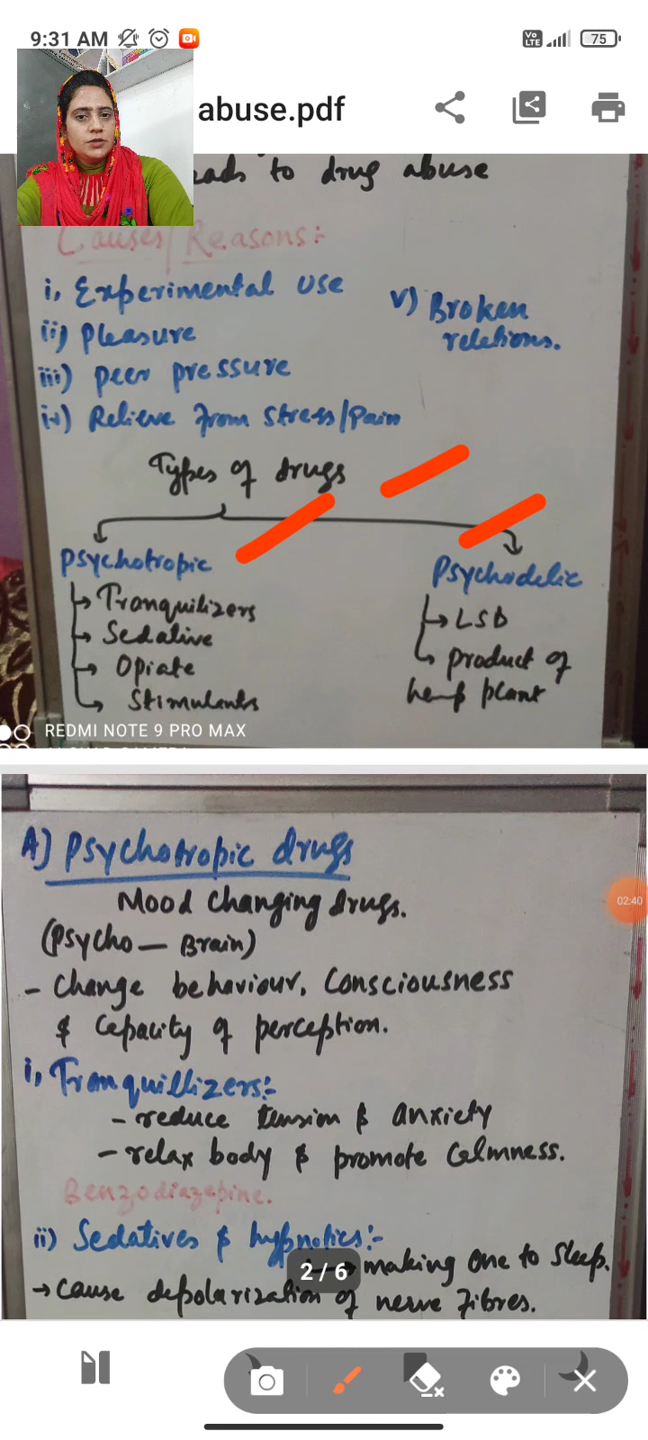 9:31 AM
Vo LTE
75
abuse.pdf
to drug abuse
Causes/Reasons:-
i, Experimental use
ii) Pleasure
iii) peer pressure
iv) Relieve from stress/Pain
v) Broken
relations.
Types of drugs
Psychotropic
Tranquilizers
Sedative
Opiate
Stimulants
Psychodelic
LSD
product of
hemp plant
REDMI NOTE 9 PRO MAX
A) Psychotropic drugs
Mood Changing drugs.
(Psycho — Brain)
- Change behaviour, Consciousness
& Capacity of perception.
i, Tranquillizers:-
- reduce tension & anxiety
- relax body & promote Calmness.
Benzodiazepine.
ii) Sedatives & hypnotics:-
making one to sleep.
2 / 6
→ Cause depolarization of nerve fibres.
02:40